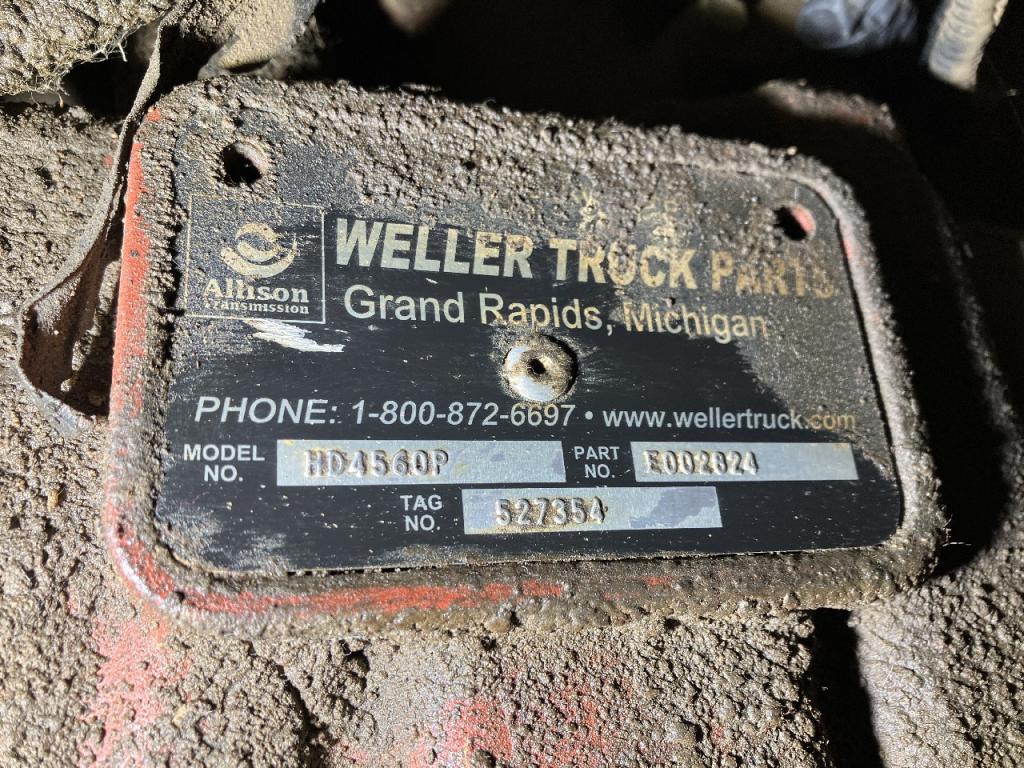 Allison
Transmission
WELLER TRUCK PARTS
Grand Rapids, Michigan
PHONE: 1-800-872-6697 • www.wellertruck.com
MODEL NO. HD4560P PART NO. E002824
TAG NO. 527354